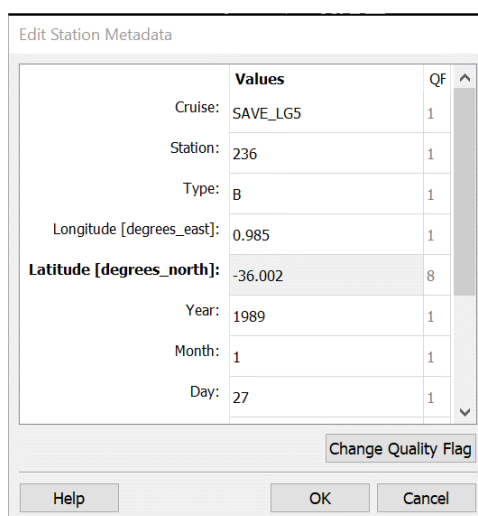 Edit Station Metadata
Values QF
Cruise: SAVE_LG5 1
Station: 236 1
Type: B 1
Longitude [degrees_east]: 0.985 1
Latitude [degrees_north]: -36.002 8
Year: 1989 1
Month: 1 1
Day: 27 1
Change Quality Flag
Help OK Cancel